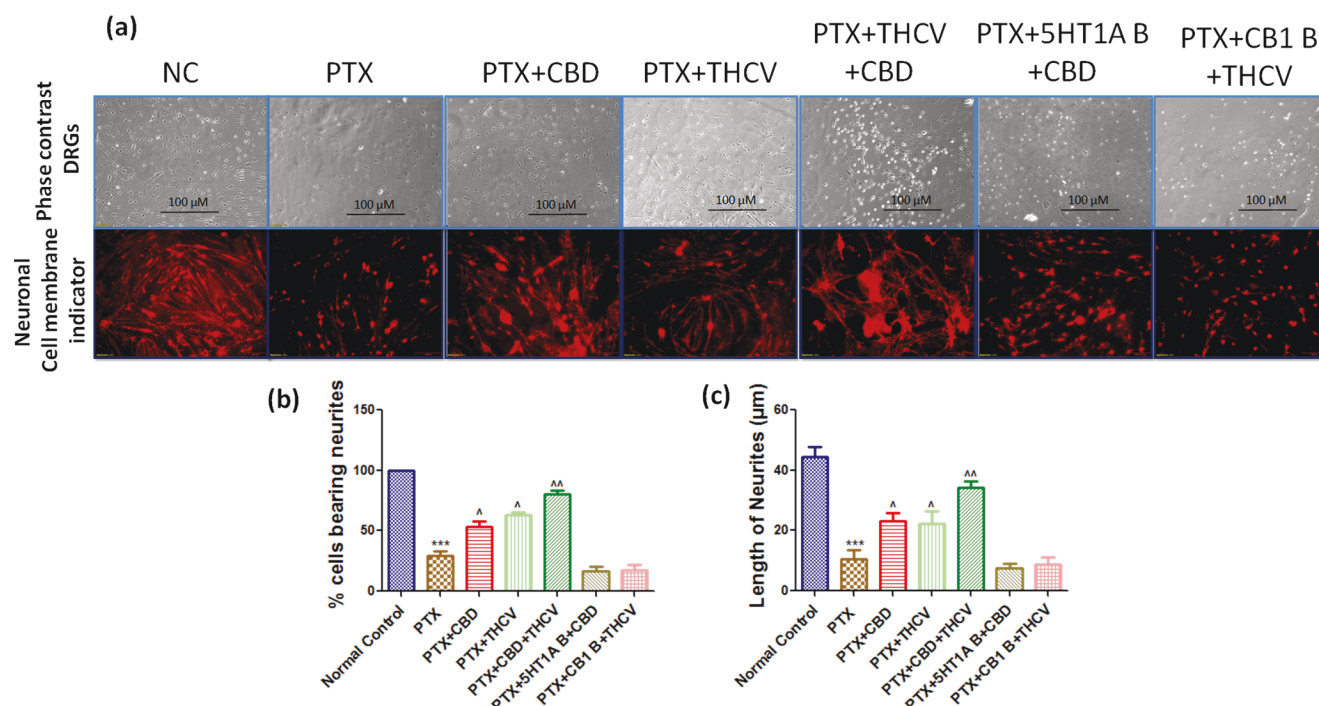 (a)
NC
PTX
PTX+CBD
PTX+THCV
PTX+THCV
+CBD
PTX+5HT1A B
+CBD
PTX+CB1 B
+THCV
Phase contrast
DRGs
100 µM
100 µM
100 µM
100 µM
100 µM
100 µM
100 µM
Neuronal
Cell membrane
indicator
(b)
% cells bearing neurites
150
100
50
0
***
^
^
^^
Normal Control
PTX
PTX+CBD
PTX+THCV
PTX+CBD+THCV
PTX+5HT1A B+CBD
PTX+CB1 B+THCV
(c)
Length of Neurites (µm)
60
40
20
0
***
^
^
^^
Normal Control
PTX
PTX+CBD
PTX+THCV
PTX+CBD+THCV
PTX+5HT1A B+CBD
PTX+CB1 B+THCV